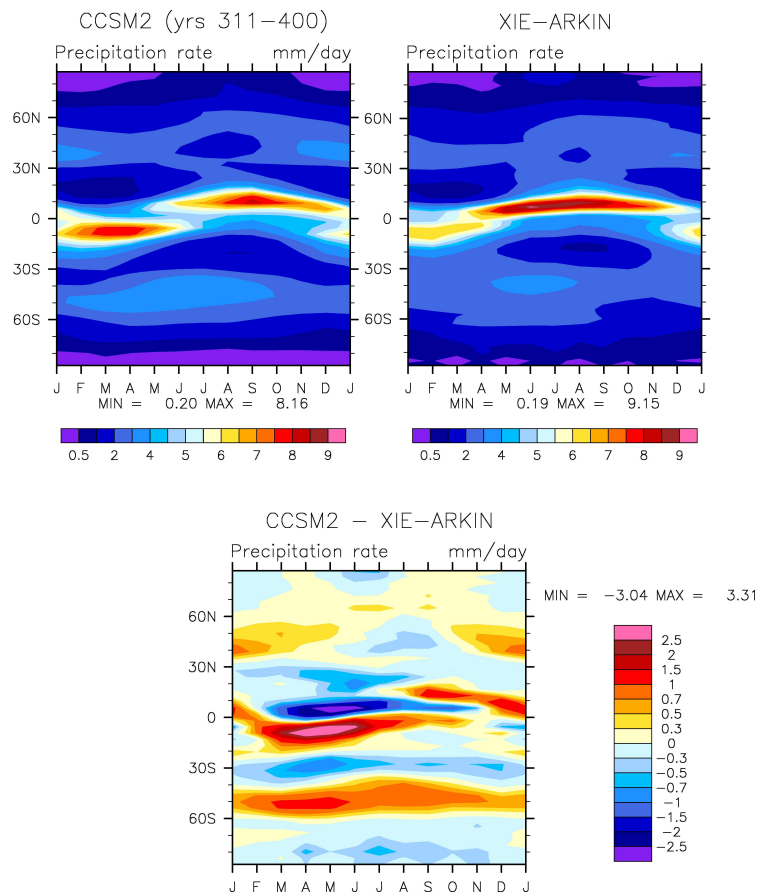 CCSM2 (yrs 311-400)
Precipitation rate mm/day
60N
30N
0
30S
60S
J F M A M J J A S O N D J
MIN = 0.20 MAX = 8.16
0.5 2 4 5 6 7 8 9
XIE-ARKIN
Precipitation rate
60N
30N
0
30S
60S
J F M A M J J A S O N D J
MIN = 0.19 MAX = 9.15
0.5 2 4 5 6 7 8 9
CCSM2 - XIE-ARKIN
Precipitation rate mm/day
60N
30N
0
30S
60S
J F M A M J J A S O N D J
MIN = -3.04 MAX = 3.31
2.5
2
1.5
1
0.7
0.5
0.3
0
-0.3
-0.5
-0.7
-1
-1.5
-2
-2.5